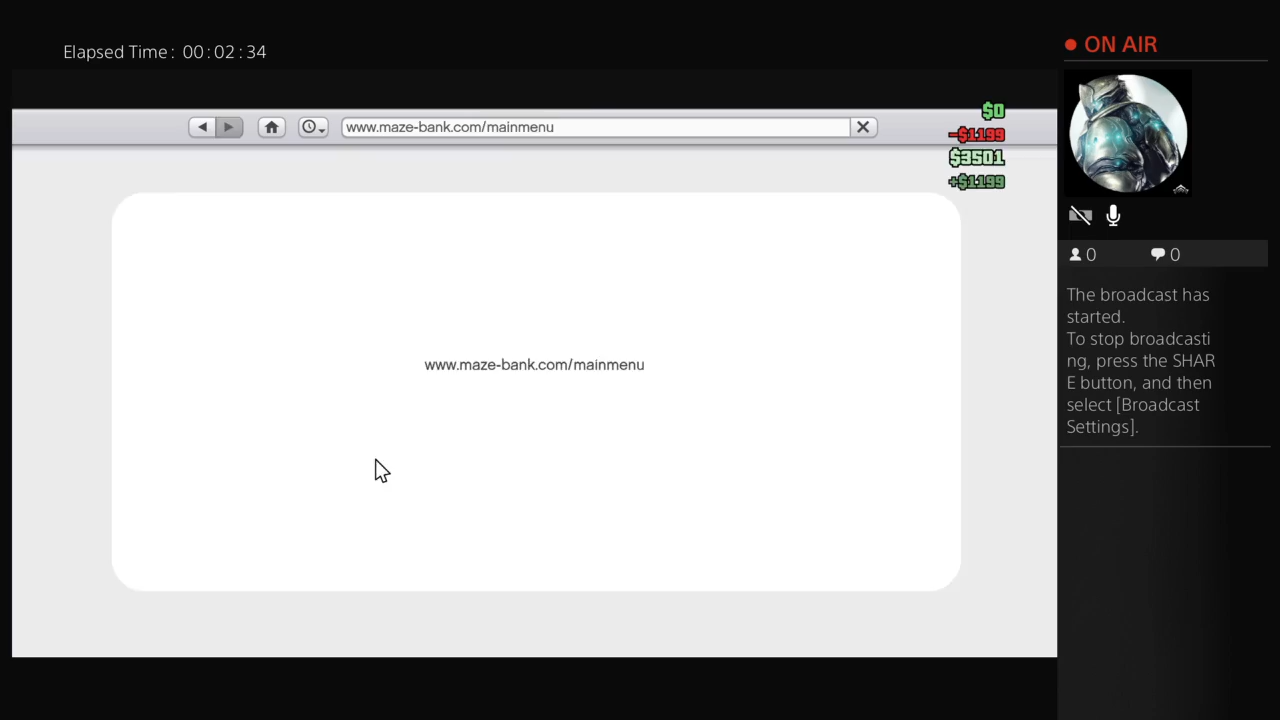 Elapsed Time: 00:02:34
ON AIR
www.maze-bank.com/mainmenu
$0
-$1199
$3501
+$1199
0 0
The broadcast has
started.
To stop broadcasti
ng, press the SHAR
E button, and then
select [Broadcast
Settings].
www.maze-bank.com/mainmenu